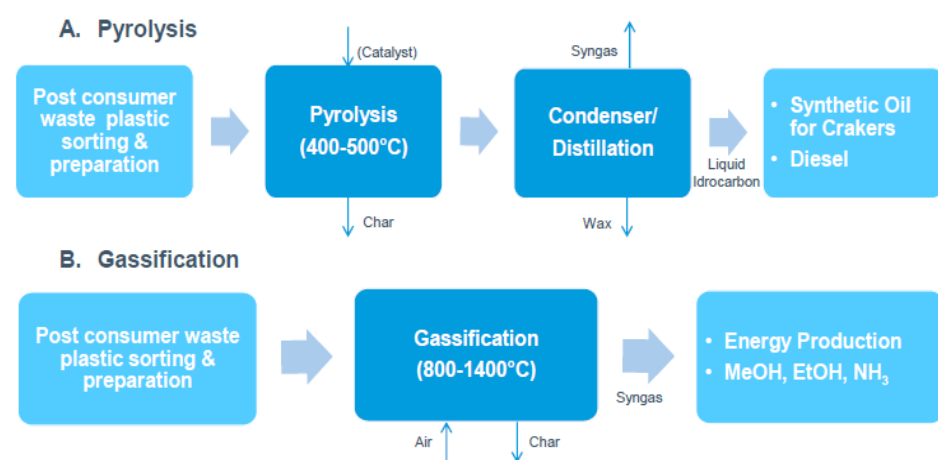 A. Pyrolysis
(Catalyst)
Syngas
Post consumer
waste plastic
sorting &
preparation
Pyrolysis
(400-500°C)
Condenser/
Distillation
Liquid
Idrocarbon
• Synthetic Oil
for Crakers
• Diesel
Char
Wax
B. Gassification
Post consumer waste
plastic sorting &
preparation
Gassification
(800-1400°C)
Syngas
• Energy Production
• MeOH, EtOH, NH₃
Air
Char